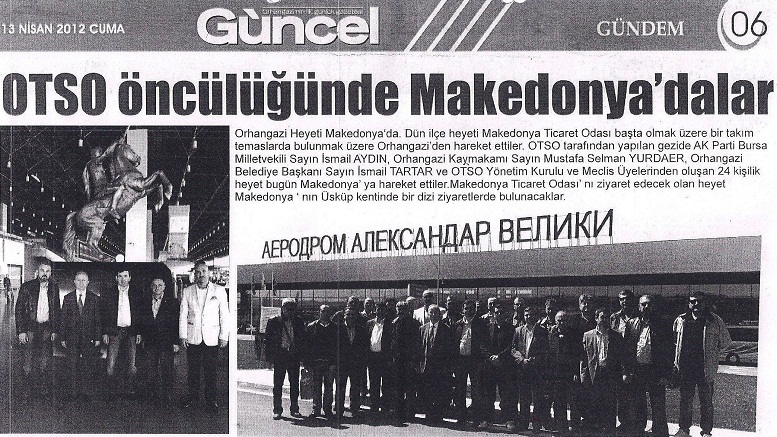 13 NİSAN 2012 CUMA
Güncel
GÜNDEM
06
OTSO öncülüğünde Makedonya'dalar
Orhangazi Heyeti Makedonya'da. Dün ilçe heyeti Makedonya Ticaret Odası başta olmak üzere bir takım
temaslarda bulunmak üzere Orhangazi'den hareket ettiler. OTSO tarafından yapılan gezide AK Parti Bursa
Milletvekili Sayın İsmail AYDIN, Orhangazi Kaymakamı Sayın Mustafa Selman YURDAER, Orhangazi
Belediye Başkanı Sayın İsmail TARTAR ve OTSO Yönetim Kurulu ve Meclis Üyelerinden oluşan 24 kişilik
heyet bugün Makedonya' ya hareket ettiler.Makedonya Ticaret Odası' nı ziyaret edecek olan heyet
Makedonya ' nın Üsküp kentinde bir dizi ziyaretlerde bulunacaklar.
АЕРОДРОМ АЛЕКСАНДАР ВЕЛИКИ